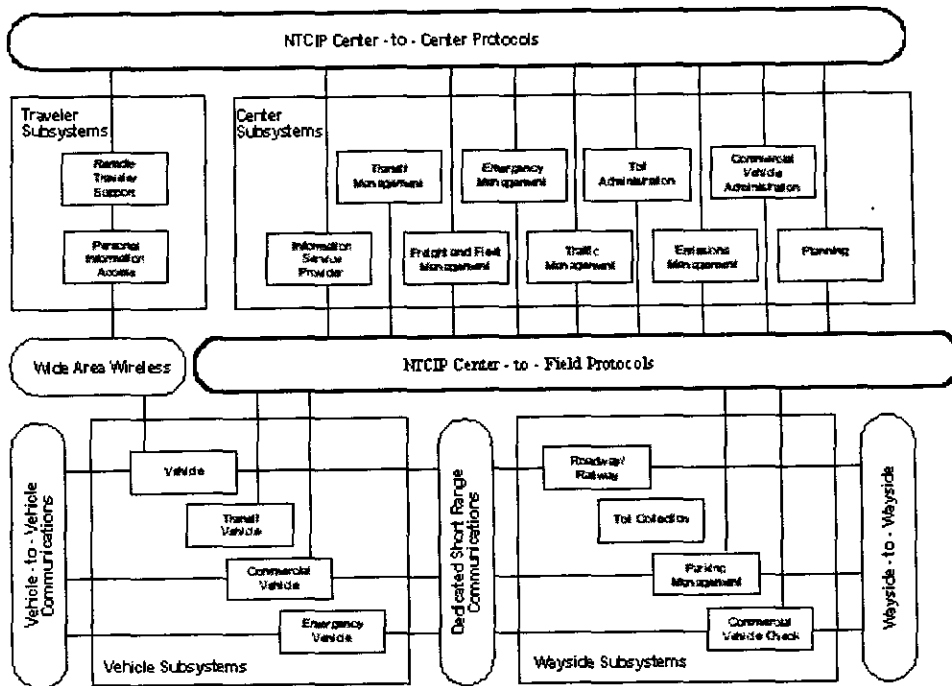 NTCIP Center - to - Center Protocols
Traveler
Subsystems
Remote
Traveler
Support
Personal
Information
Access
Center
Subsystems
Transit
Management
Emergency
Management
Toll
Administration
Commercial
Vehicle
Administration
Information
Service
Provider
Freight and Fleet
Management
Traffic
Management
Emissions
Management
Planning
Wide Area Wireless
NTCIP Center - to - Field Protocols
Vehicle - to - Vehicle
Communications
Vehicle
Transit
Vehicle
Commercial
Vehicle
Emergency
Vehicle
Vehicle Subsystems
Dedicated Short Range
Communications
Roadway/
Railway
Toll Collection
Parking
Management
Commercial
Vehicle Check
Wayside Subsystems
Wayside - to - Wayside